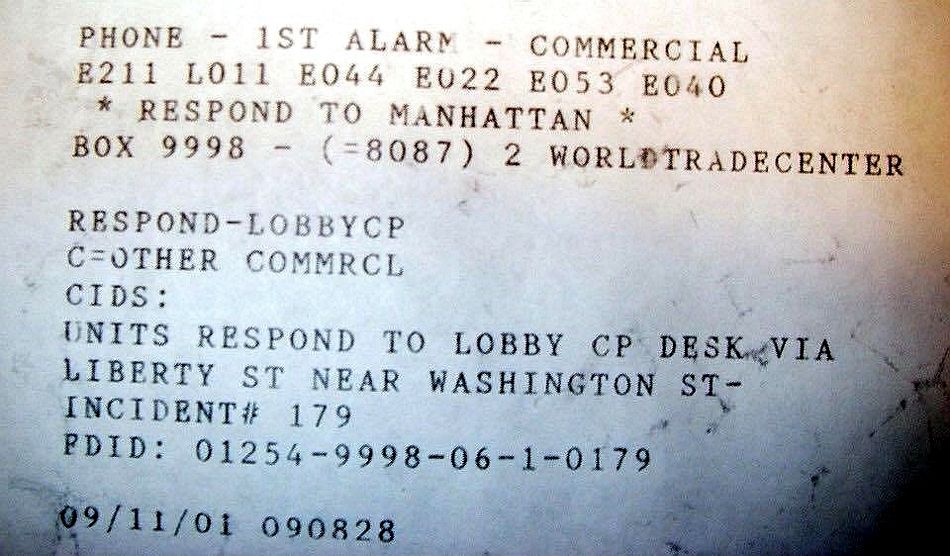 PHONE - 1ST ALARM - COMMERCIAL
E211 L011 E044 E022 E053 E040
* RESPOND TO MANHATTAN *
BOX 9998 - (=8087) 2 WORLDTRADECENTER
RESPOND-LOBBYCP
C=OTHER COMMRCL
CIDS:
UNITS RESPOND TO LOBBY CP DESK VIA
LIBERTY ST NEAR WASHINGTON ST-
INCIDENT# 179
FDID: 01254-9998-06-1-0179
09/11/01 090828